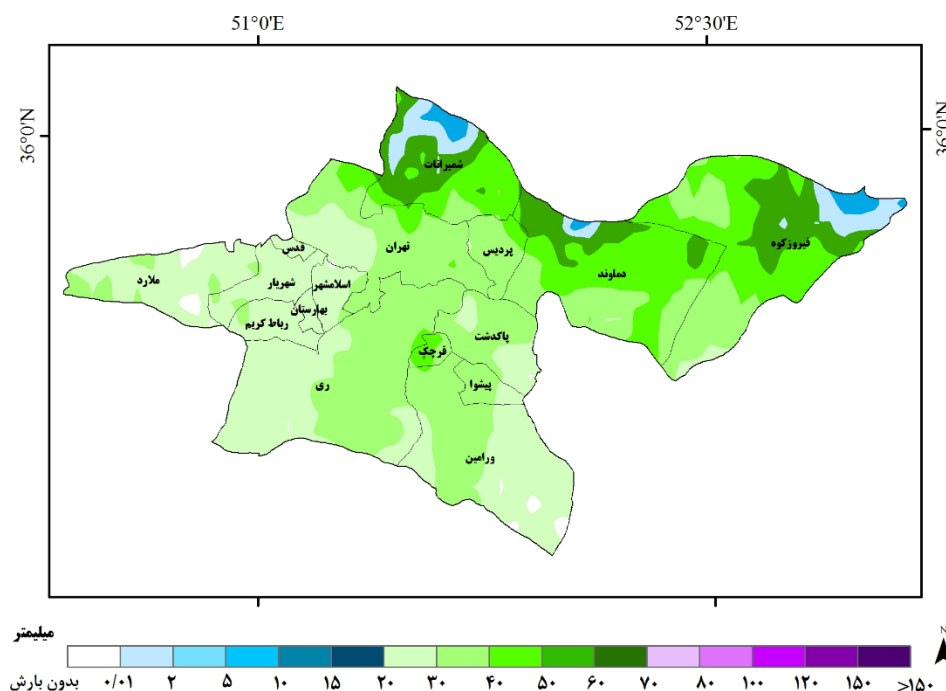 51°0'E 52°30'E
36°0'N 36°0'N
شمیرانات
فیروزکوه
تهران
پردیس
قدس
دماوند
ملارد
شهریار
اسلامشهر
بهارستان
رباط کریم
پاکدشت
قرچک
پیشوا
ری
ورامین
میلیمتر
N
بدون بارش ۰/۰۱ ۲ ۵ ۱۰ ۱۵ ۲۰ ۳۰ ۴۰ ۵۰ ۶۰ ۷۰ ۸۰ ۱۰۰ ۱۲۰ ۱۵۰ >۱۵۰